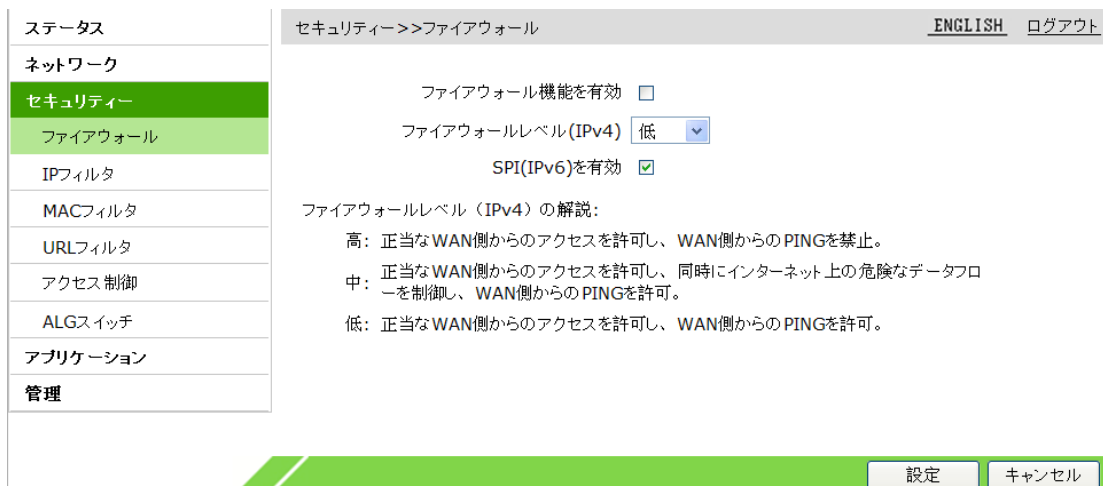 ステータス
ネットワーク
セキュリティー
ファイアウォール
IPフィルタ
MACフィルタ
URLフィルタ
アクセス制御
ALGスイッチ
アプリケーション
管理
セキュリティー>>ファイアウォール
ENGLISH ログアウト
ファイアウォール機能を有効
ファイアウォールレベル(IPv4) 低
SPI(IPv6)を有効
ファイアウォールレベル（IPv4）の解説:
高: 正当なWAN側からのアクセスを許可し、WAN側からのPINGを禁止。
中: 正当なWAN側からのアクセスを許可し、同時にインターネット上の危険なデータフロ
ーを制御し、WAN側からのPINGを許可。
低: 正当なWAN側からのアクセスを許可し、WAN側からのPINGを許可。
設定 キャンセル